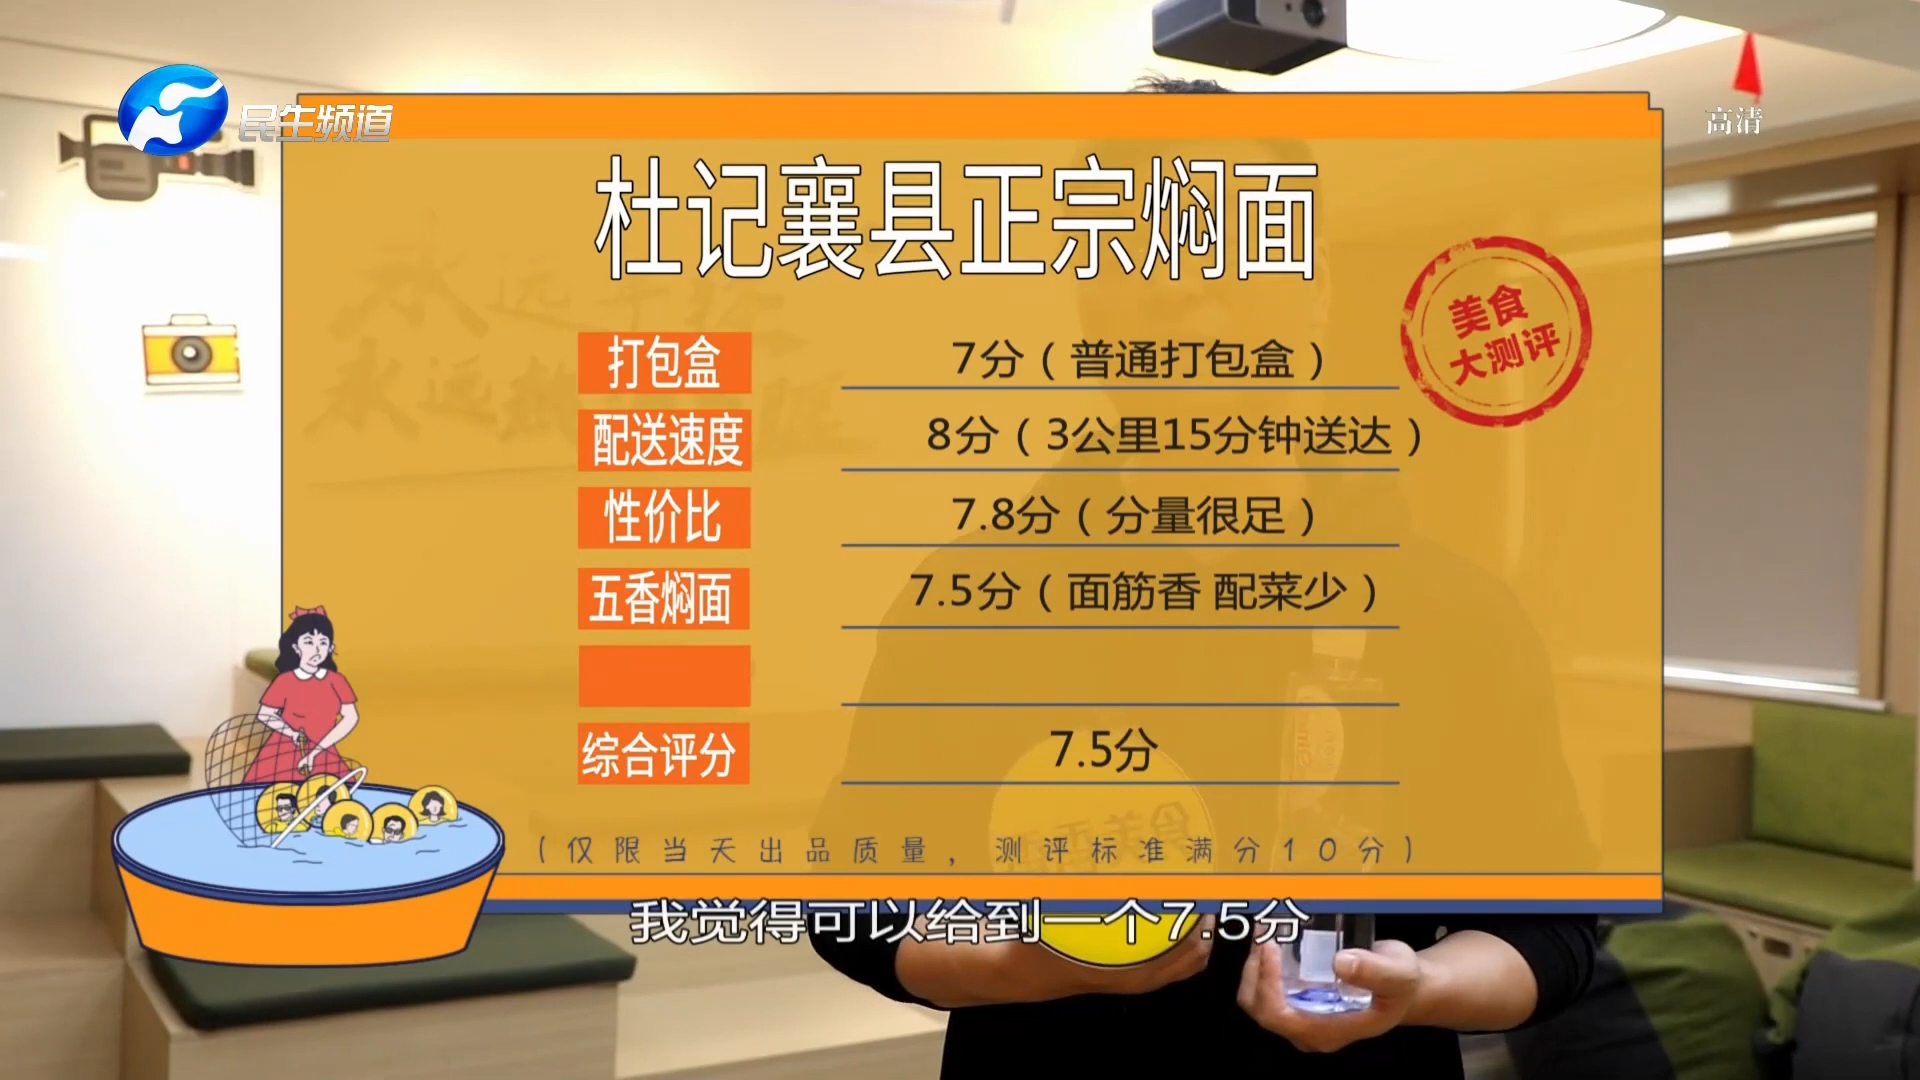 民生频道
高清
杜记襄县正宗焖面
美食
大测评
打包盒 7分（普通打包盒）
配送速度 8分（3公里15分钟送达）
性价比 7.8分（分量很足）
五香焖面 7.5分（面筋香 配菜少）
综合评分 7.5分
（仅限当天出品质量，测评标准满分10分）
我觉得可以给到一个7.5分